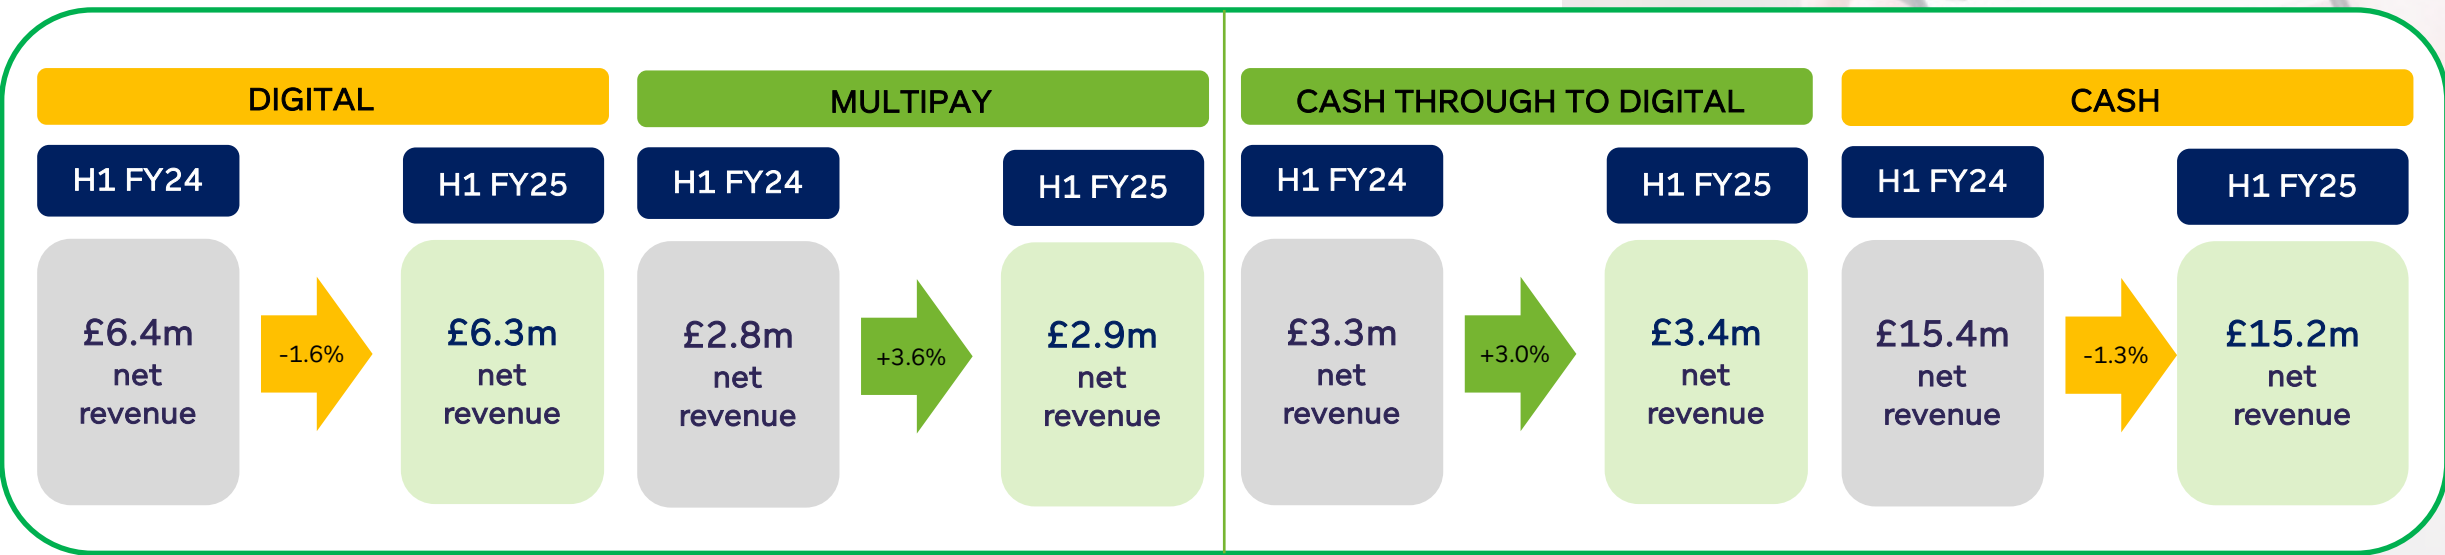 DIGITAL
H1 FY24
H1 FY25
£6.4m
net
revenue
-1.6%
£6.3m
net
revenue
MULTIPAY
H1 FY24
H1 FY25
£2.8m
net
revenue
+3.6%
£2.9m
net
revenue
CASH THROUGH TO DIGITAL
H1 FY24
H1 FY25
£3.3m
net
revenue
+3.0%
£3.4m
net
revenue
CASH
H1 FY24
H1 FY25
£15.4m
net
revenue
-1.3%
£15.2m
net
revenue